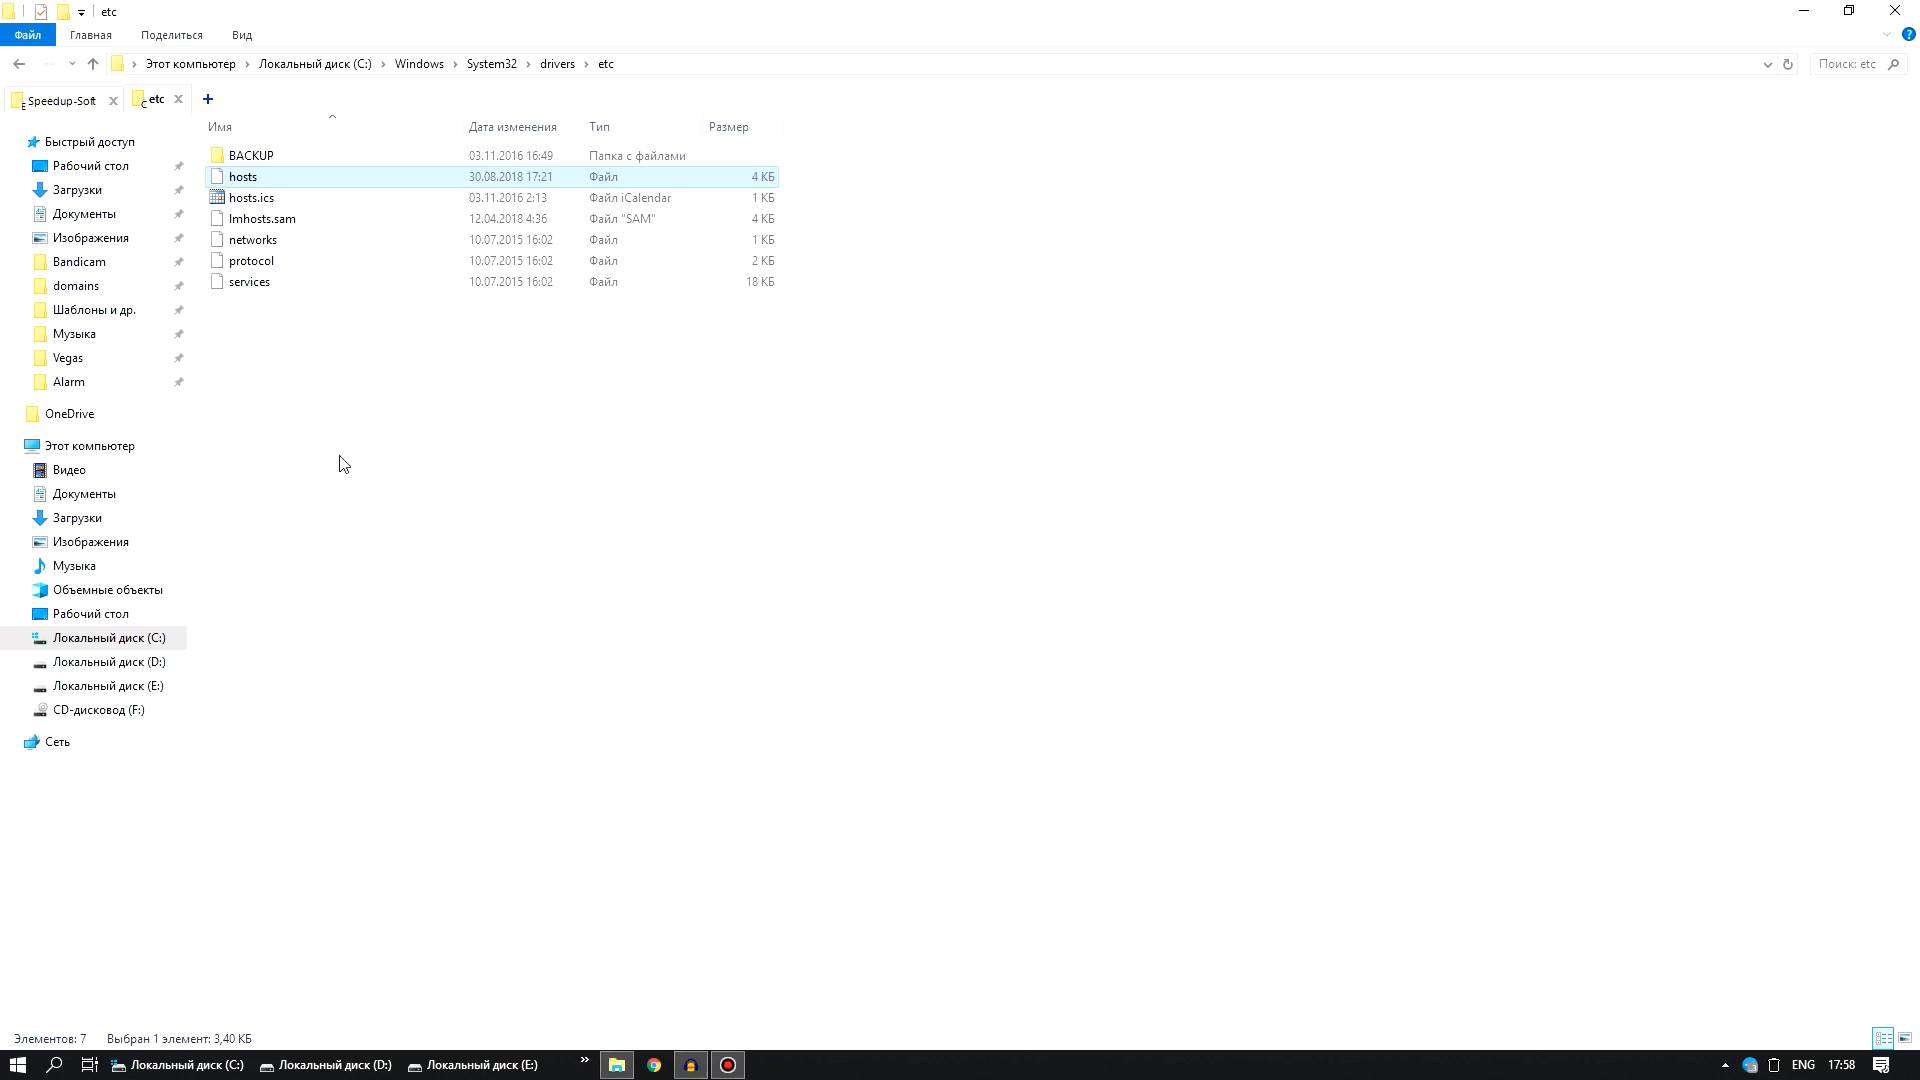 etc
Файл Главная Поделиться Вид
Этот компьютер Локальный диск (C:) Windows System32 drivers etc Поиск: etc
Speedup-Soft etc
Имя Дата изменения Тип Размер
BACKUP 03.11.2016 16:49 Папка с файлами
hosts 30.08.2018 17:21 Файл 4 КБ
hosts.ics 03.11.2016 2:13 Файл iCalendar 1 КБ
lmhosts.sam 12.04.2018 4:36 Файл "SAM" 4 КБ
networks 10.07.2015 16:02 Файл 1 КБ
protocol 10.07.2015 16:02 Файл 2 КБ
services 10.07.2015 16:02 Файл 18 КБ
Быстрый доступ
Рабочий стол
Загрузки
Документы
Изображения
Bandicam
domains
Шаблоны и др.
Музыка
Vegas
Alarm
OneDrive
Этот компьютер
Видео
Документы
Загрузки
Изображения
Музыка
Объемные объекты
Рабочий стол
Локальный диск (C:)
Локальный диск (D:)
Локальный диск (E:)
CD-дисковод (F:)
Сеть
Элементов: 7 Выбран 1 элемент: 3,40 КБ
Локальный диск (C:) Локальный диск (D:) Локальный диск (E:) ENG 17:58